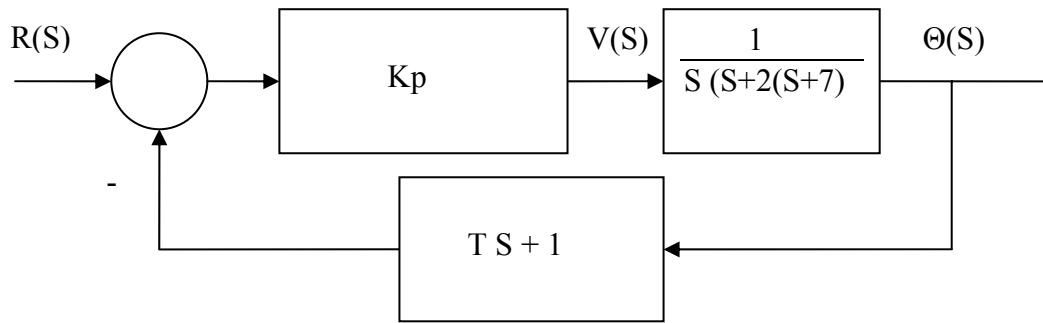 R(S)
Kp
V(S)
1
S (S+2(S+7)
Θ(S)
-
T S + 1